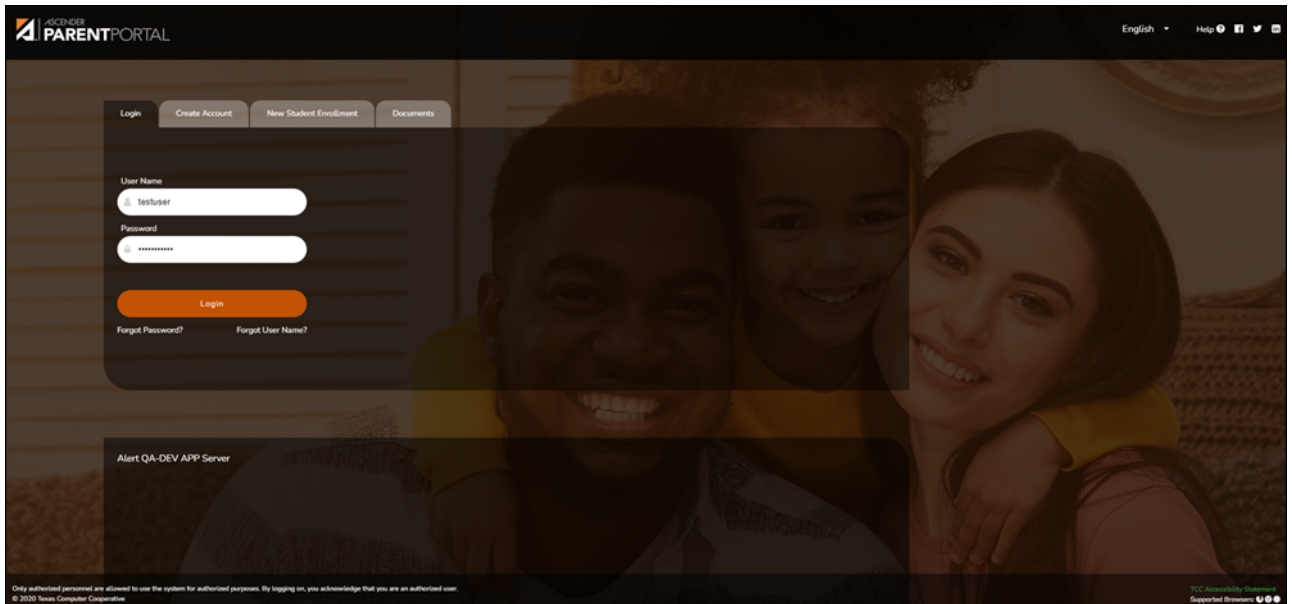 ASCENDER
PARENTPORTAL
English
Help
Login
Create Account
New Student Enrollment
Documents
User Name
testuser
Password
Login
Forgot Password?
Forgot User Name?
Alert QA-DEV APP Server
Only authorized personnel are allowed to use the system for authorized purposes. By logging on, you acknowledge that you are an authorized user.
© 2020 Texas Computer Cooperative
TCC Accessibility Statement
Supported Browsers: